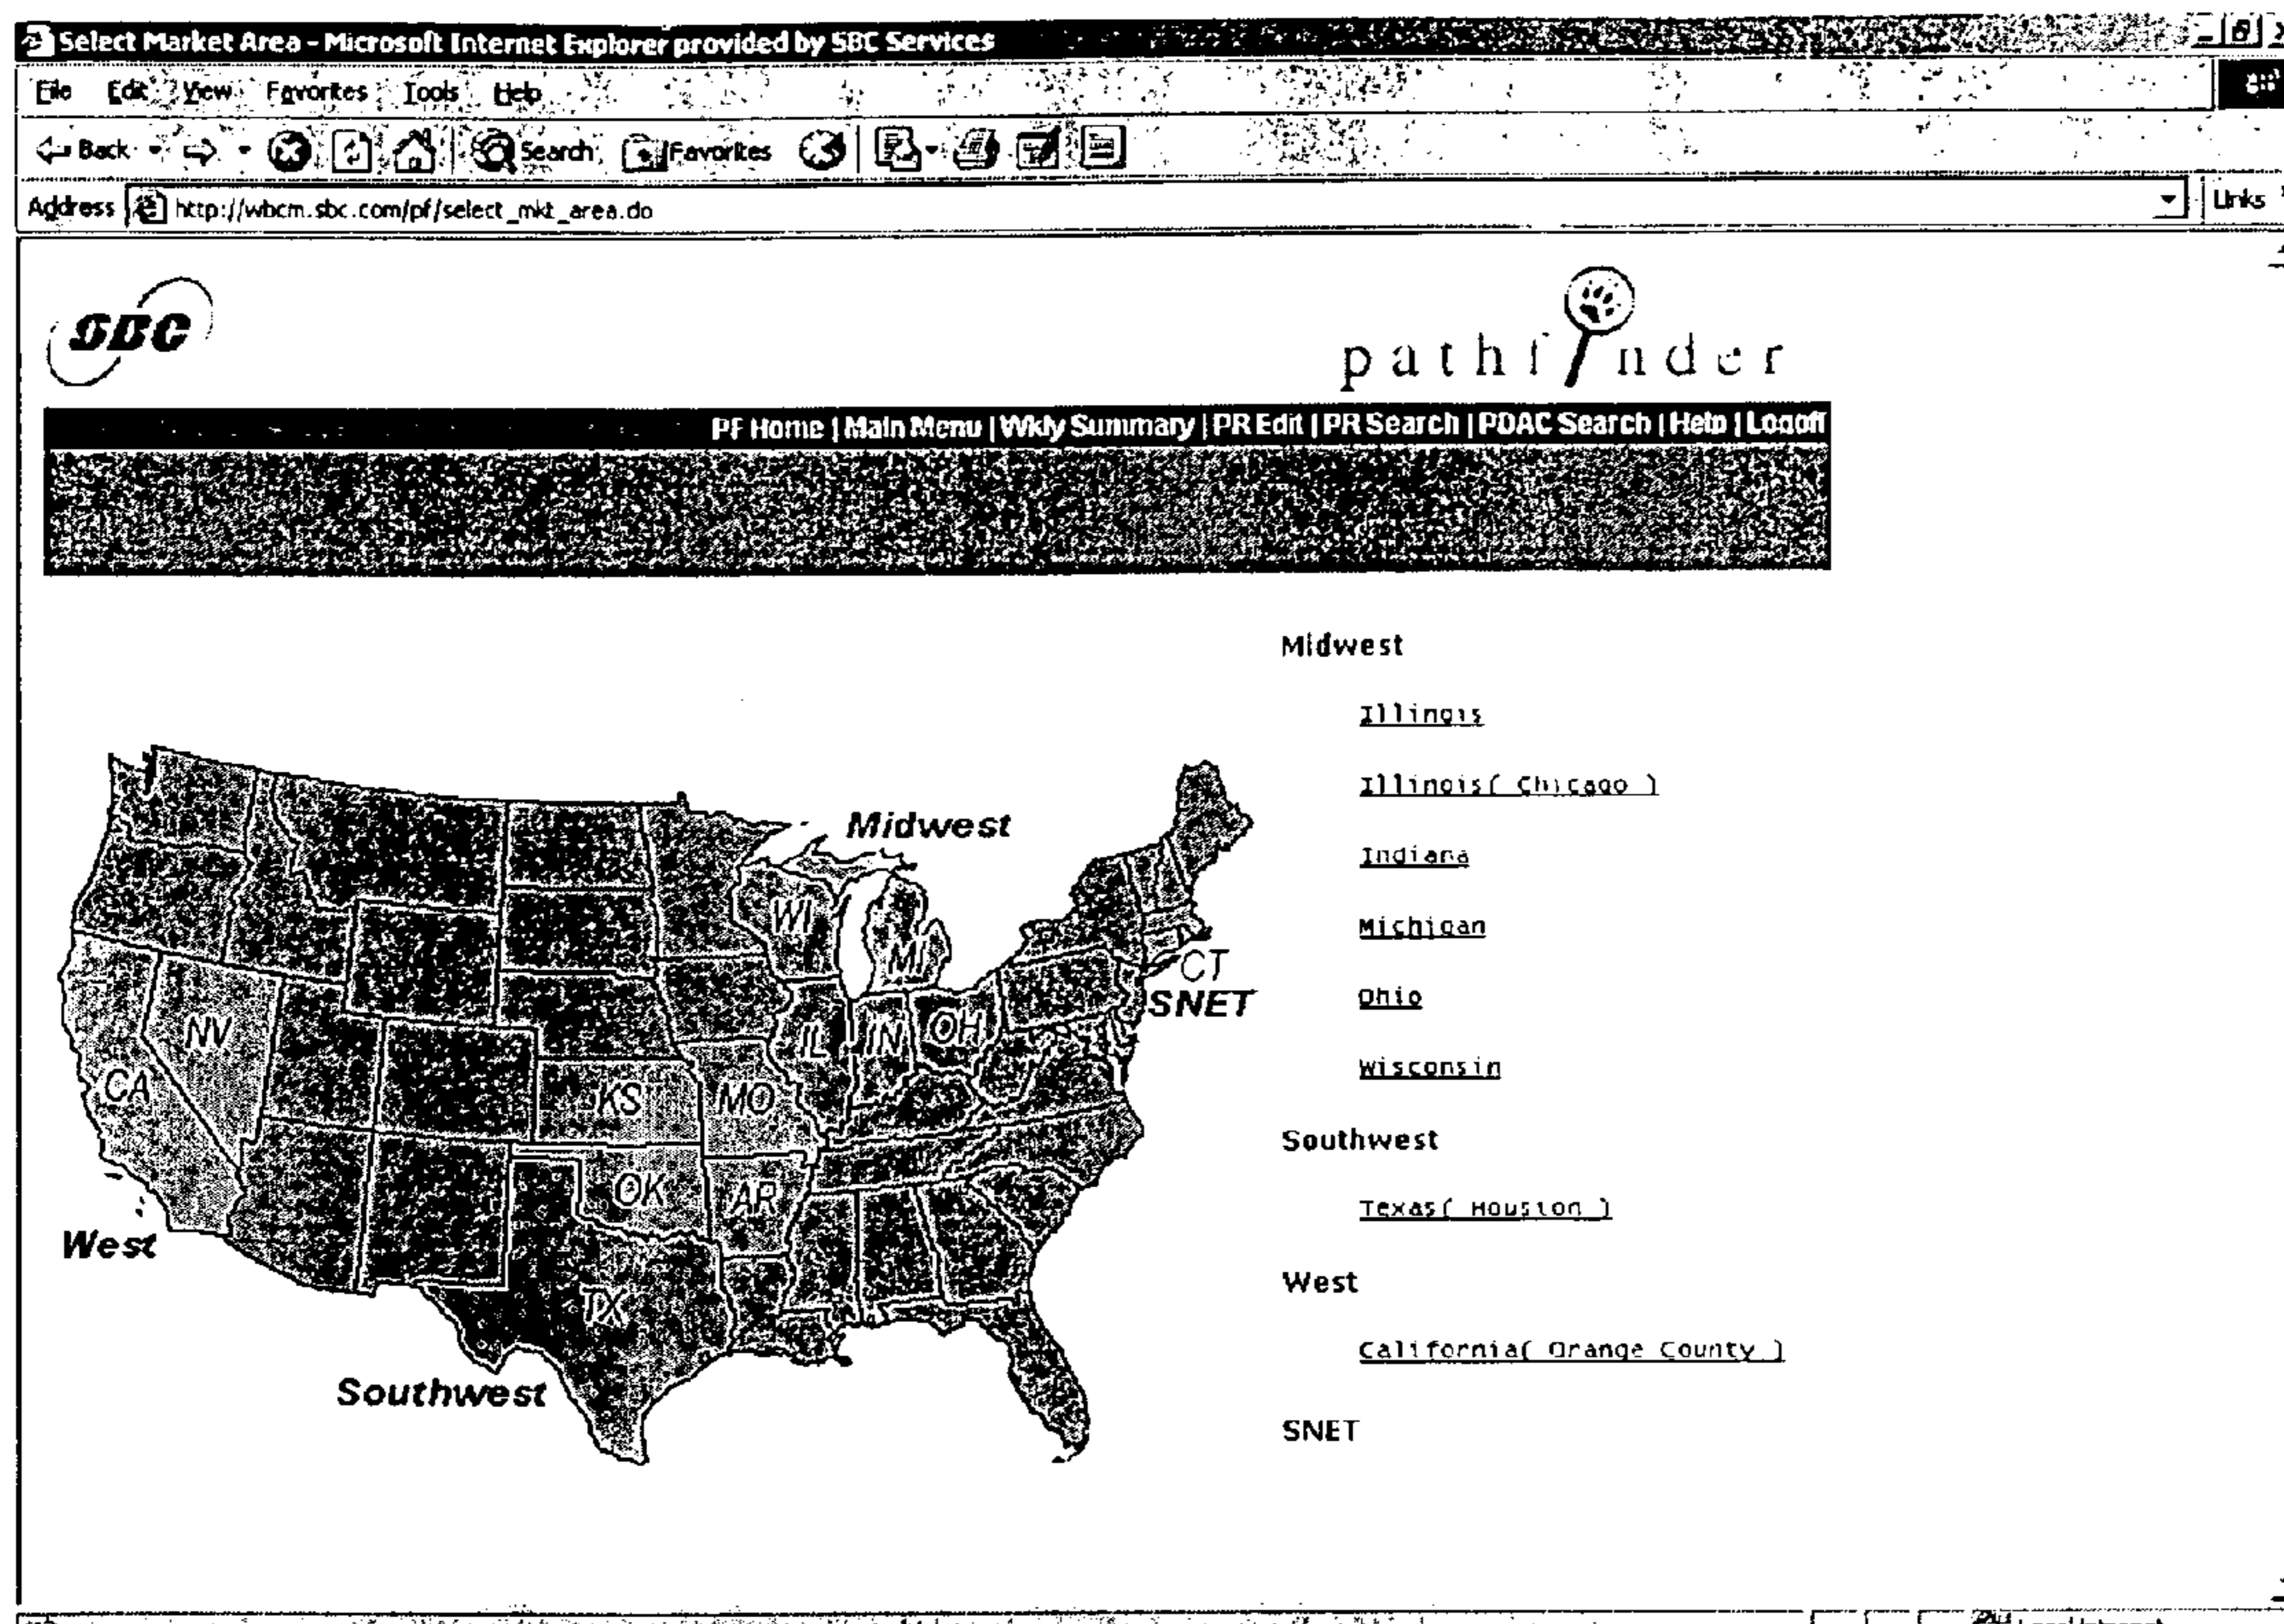 Select Market Area - Microsoft Internet Explorer provided by SBC Services
File Edit View Favorites Tools Help
Back Search Favorites
Address http://wbcm.sbc.com/pf/select_mkt_area.do Links
SBC
pathfinder
PF Home | Main Menu | Wkly Summary | PR Edit | PR Search | PDAC Search | Help | Logoff
Midwest
Illinois
Illinois( Chicago )
Indiana
Michigan
Ohio
Wisconsin
Southwest
Texas( Houston )
West
California( Orange County )
SNET
Midwest
WI
MI
CT
SNET
NV
IL
IN
OH
CA
KS
MO
OK
AR
West
TX
Southwest
Local intranet